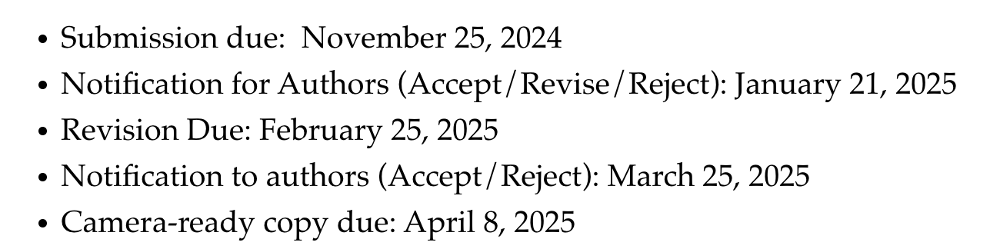 • Submission due:  November 25, 2024
• Notification for Authors (Accept/Revise/Reject): January 21, 2025
• Revision Due: February 25, 2025
• Notification to authors (Accept/Reject): March 25, 2025
• Camera-ready copy due: April 8, 2025